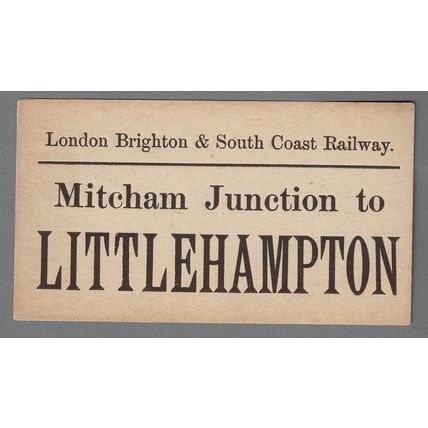 London Brighton & South Coast Railway.
Mitcham Junction to
LITTLEHAMPTON